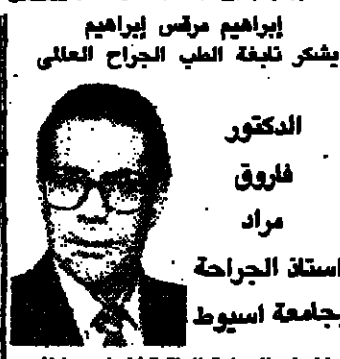 إبراهيم مرقس إبراهيم
يشكر نابغة الطب الجراح العالمى
الدكتور
فاروق
مراد
استاذ الجراحة
بجامعة اسيوط